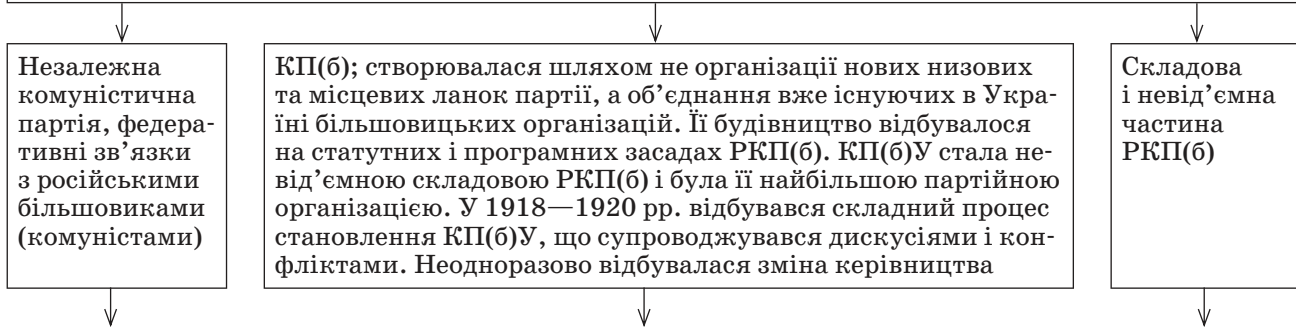 Незалежна
комуністична
партія, федера-
тивні зв’язки
з російськими
більшовиками
(комуністами)
КП(б); створювалася шляхом не організації нових низових
та місцевих ланок партії, а об’єднання вже існуючих в Укра-
їні більшовицьких організацій. Її будівництво відбувалося
на статутних і програмних засадах РКП(б). КП(б)У стала не-
від’ємною складовою РКП(б) і була її найбільшою партійною
організацією. У 1918—1920 рр. відбувався складний процес
становлення КП(б)У, що супроводжувався дискусіями і кон-
фліктами. Неодноразово відбувалася зміна керівництва
Складова
і невід’ємна
частина
РКП(б)